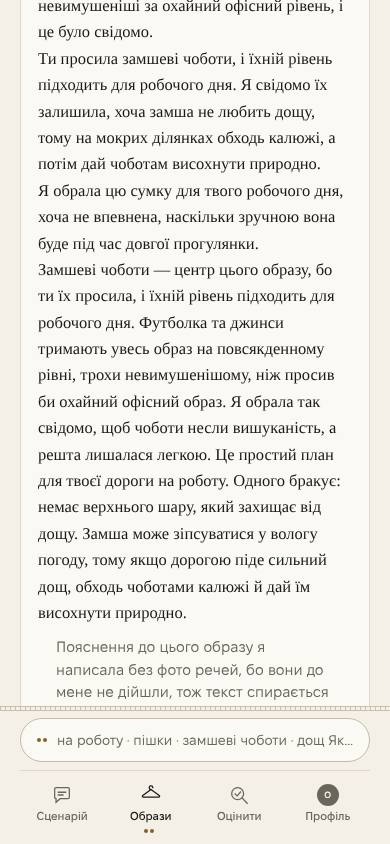 невимушеніші за охайний офісний рівень, і
це було свідомо.
Ти просила замшеві чоботи, і їхній рівень
підходить для робочого дня. Я свідомо їх
залишила, хоча замша не любить дощу,
тому на мокрих ділянках обходь калюжі, а
потім дай чоботам висохнути природно.
Я обрала цю сумку для твого робочого дня,
хоча не впевнена, наскільки зручною вона
буде під час довгої прогулянки.
Замшеві чоботи — центр цього образу, бо
ти їх просила, і їхній рівень підходить для
робочого дня. Футболка та джинси
тримають увесь образ на повсякденному
рівні, трохи невимушенішому, ніж просив
би охайний офісний образ. Я обрала так
свідомо, щоб чоботи несли вишуканість, а
решта лишалася легкою. Це простий план
для твоєї дороги на роботу. Одного бракує:
немає верхнього шару, який захищає від
дощу. Замша може зіпсуватися у вологу
погоду, тому якщо дорогою піде сильний
дощ, обходь чоботами калюжі й дай їм
висохнути природно.
Пояснення до цього образу я
написала без фото речей, бо вони до
мене не дійшли, тож текст спирається
на роботу · пішки · замшеві чоботи · дощ Як…
Сценарій
Образи
Оцінити
О
Профіль